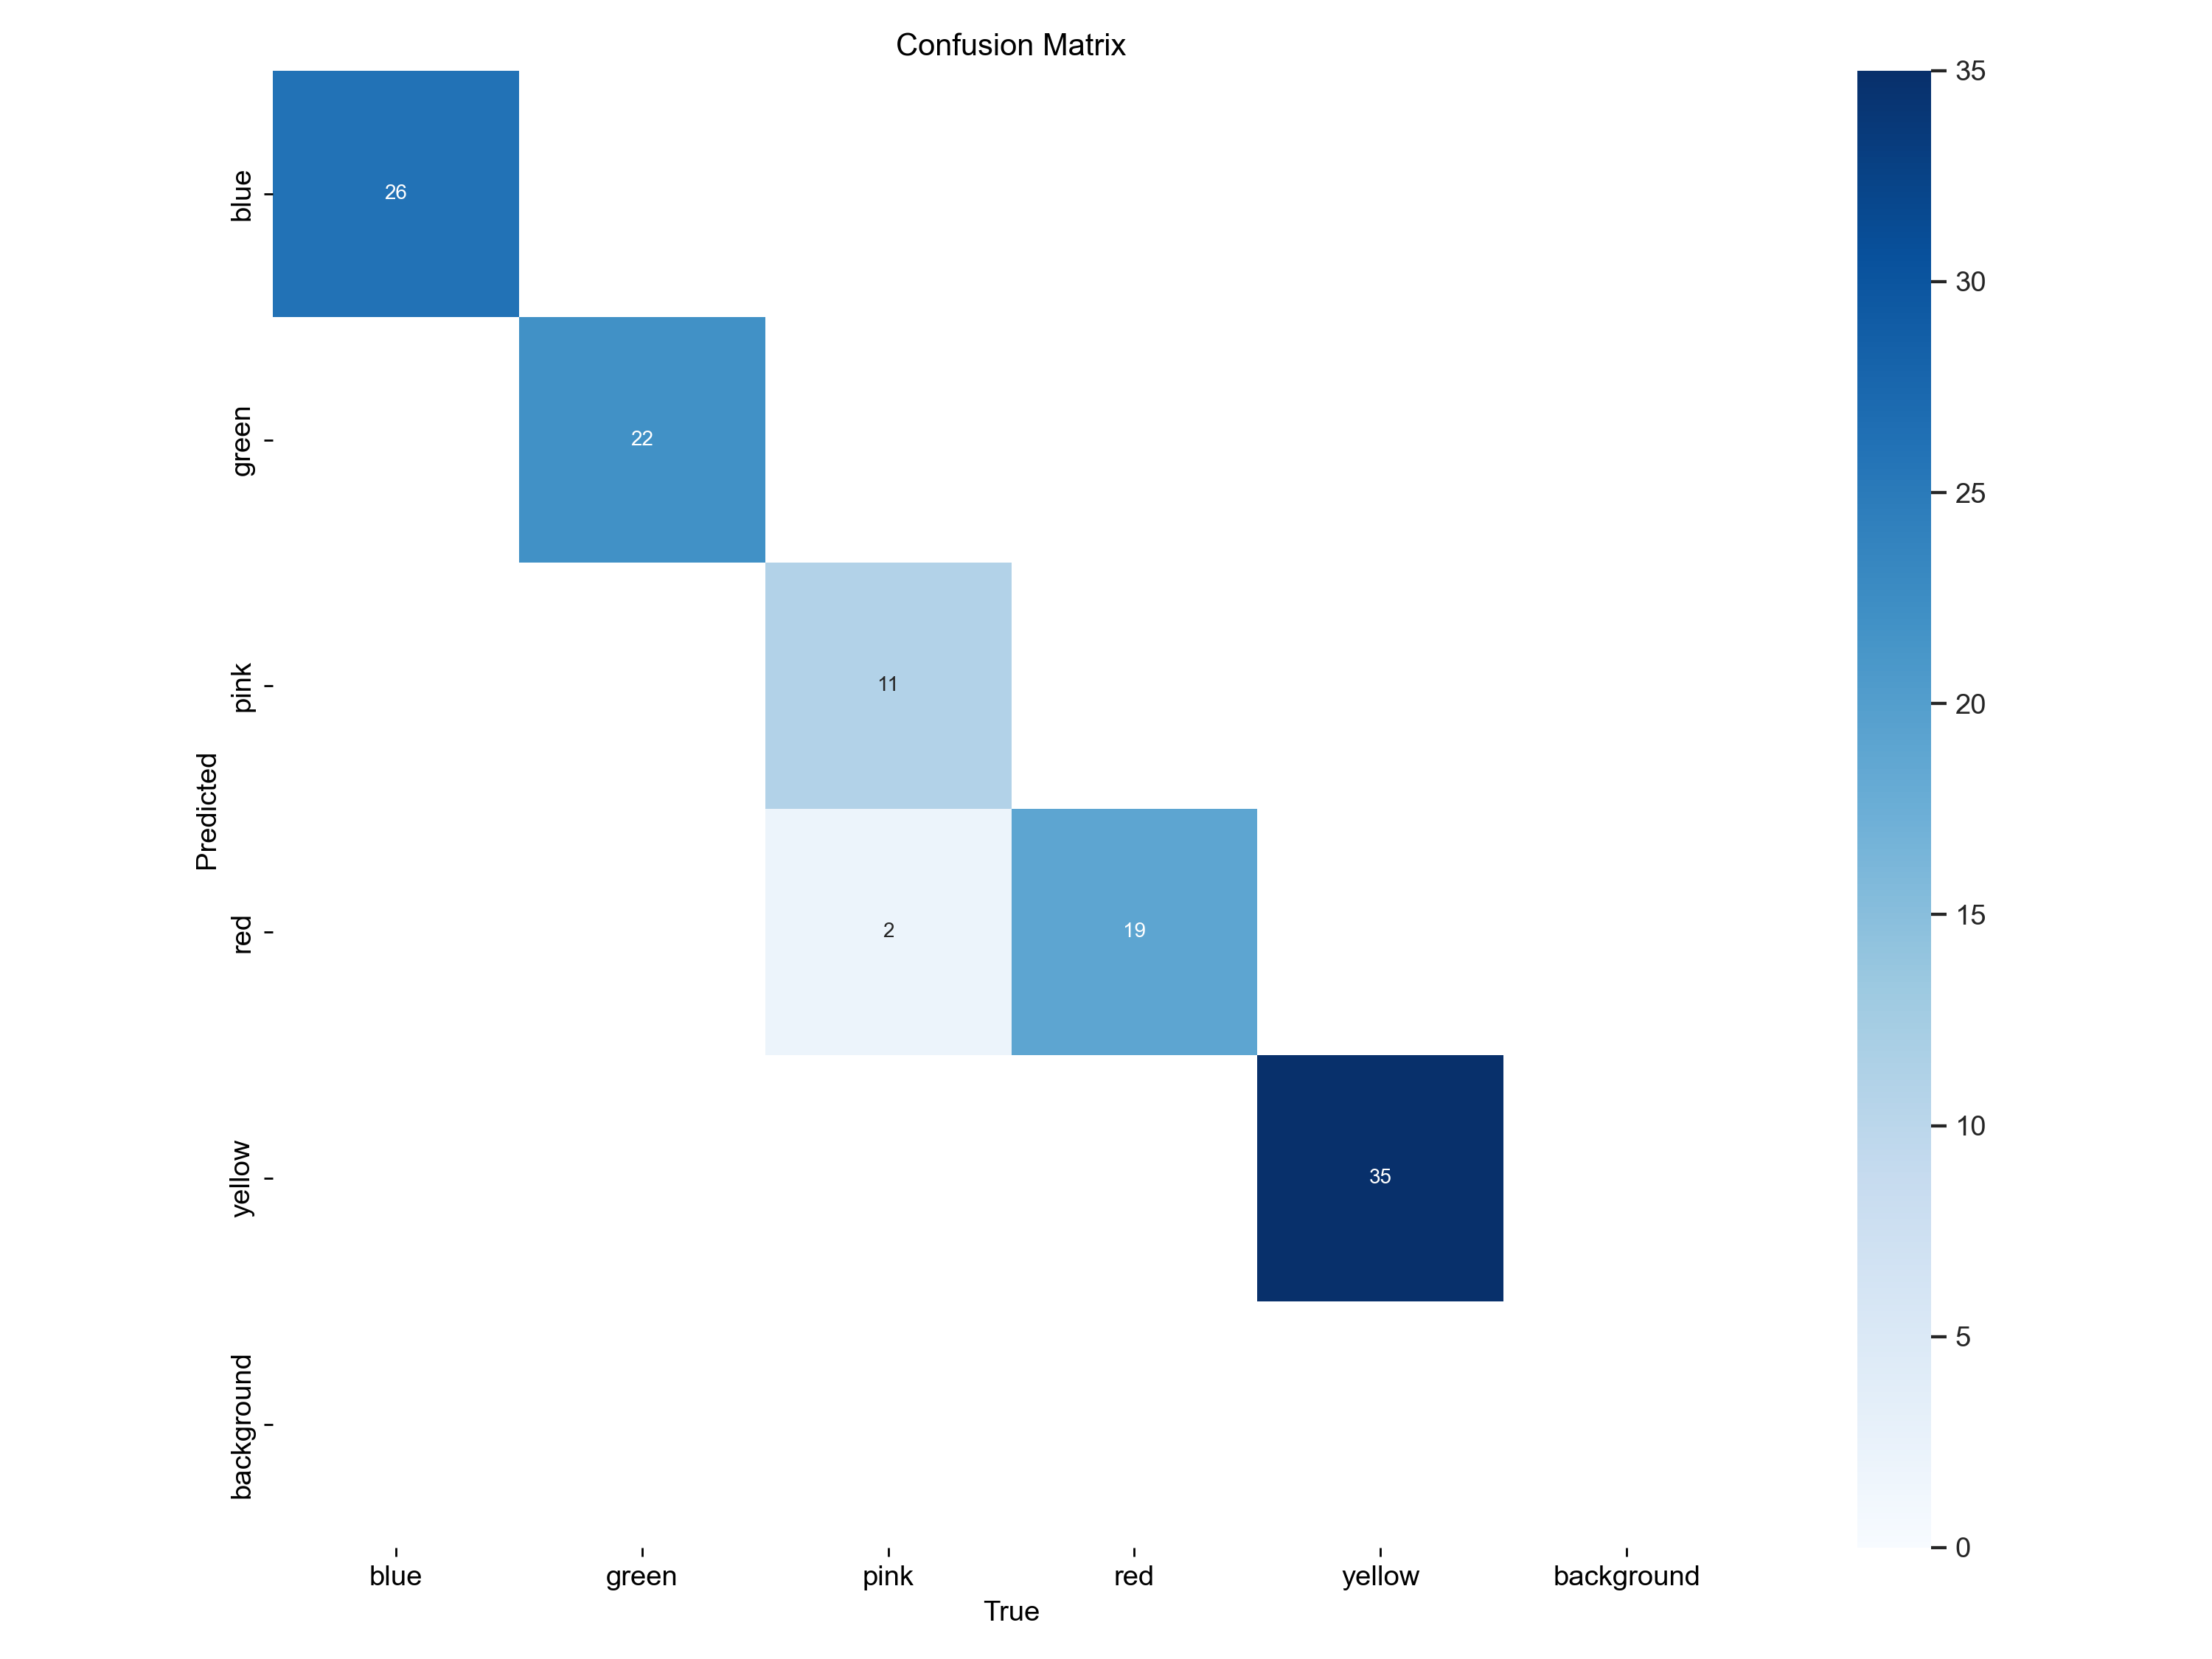 Confusion Matrix
blue
26
green
22
pink
11
red
2
19
yellow
35
background
Predicted
blue
green
pink
red
yellow
background
True
35
30
25
20
15
10
5
0